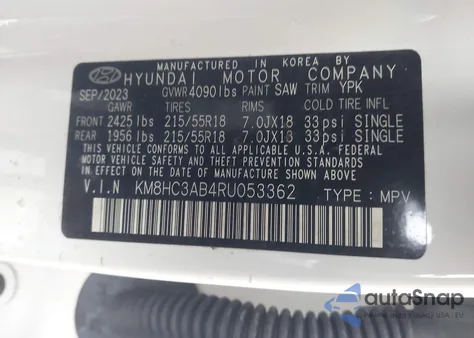 MANUFACTURED IN KOREA BY
HYUNDAI MOTOR COMPANY
SEP/2023 GVWR 4090lbs PAINT SAW TRIM YPK
GAWR TIRES RIMS COLD TIRE INFL
FRONT 2425lbs 215/55R18 7.0JX18 33psi SINGLE
REAR 1956lbs 215/55R18 7.0JX18 33psi SINGLE
THIS VEHICLE CONFORMS TO ALL APPLICABLE U.S.A. FEDERAL
MOTOR VEHICLE SAFETY AND THEFT PREVENTION STANDARDS
IN EFFECT ON THE DATE OF MANUFACTURE SHOWN ABOVE.
V.I.N KM8HC3AB4RU053362 TYPE : MPV
autoSnap